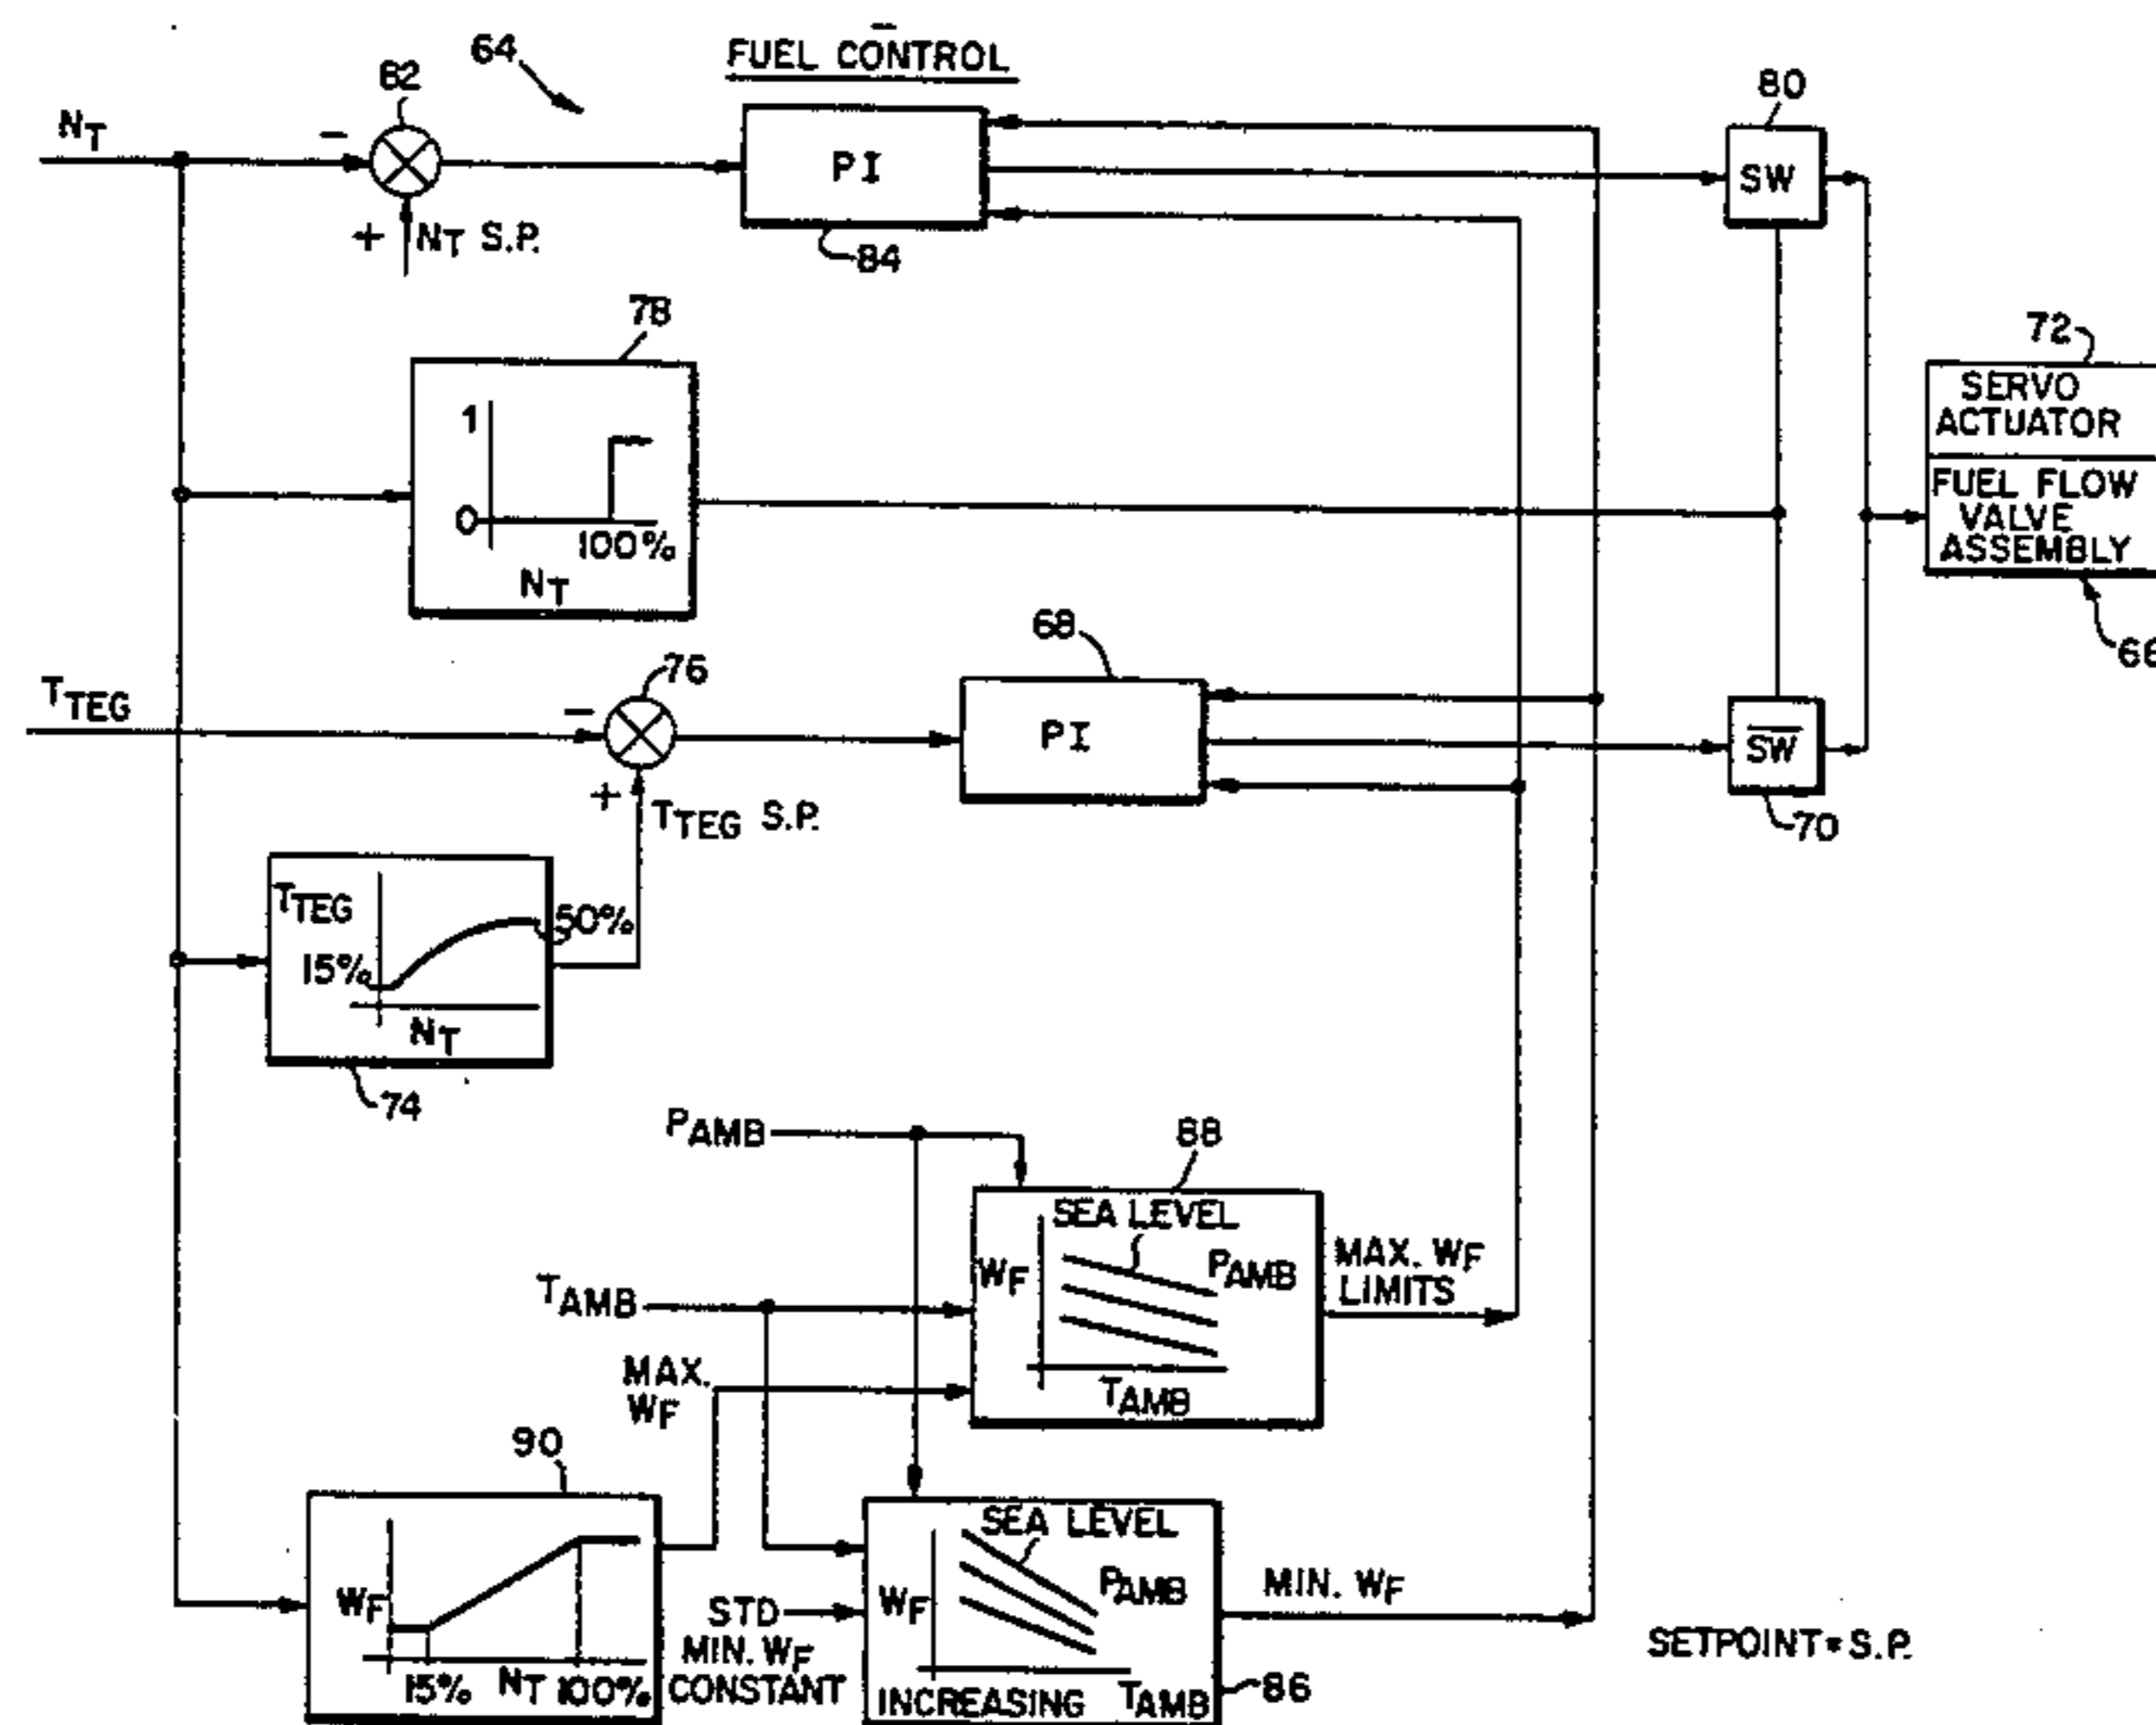 FUEL CONTROL
64
82
80
NT
−
PI
SW
+
NT S.P.
84
78
1
0
100%
NT
72
SERVO
ACTUATOR
FUEL FLOW
VALVE
ASSEMBLY
68
76
TTEG
−
PI
SW
+
TTEG S.P.
70
TTEG
50%
15%
NT
74
PAMB
88
SEA LEVEL
WF
PAMB
MAX. WF
LIMITS
TAMB
TAMB
MAX.
WF
90
WF
15% NT 100%
SEA LEVEL
PAMB
WF
STD
MIN. WF
CONSTANT
INCREASING TAMB
86
MIN. WF
SETPOINT = S.P.